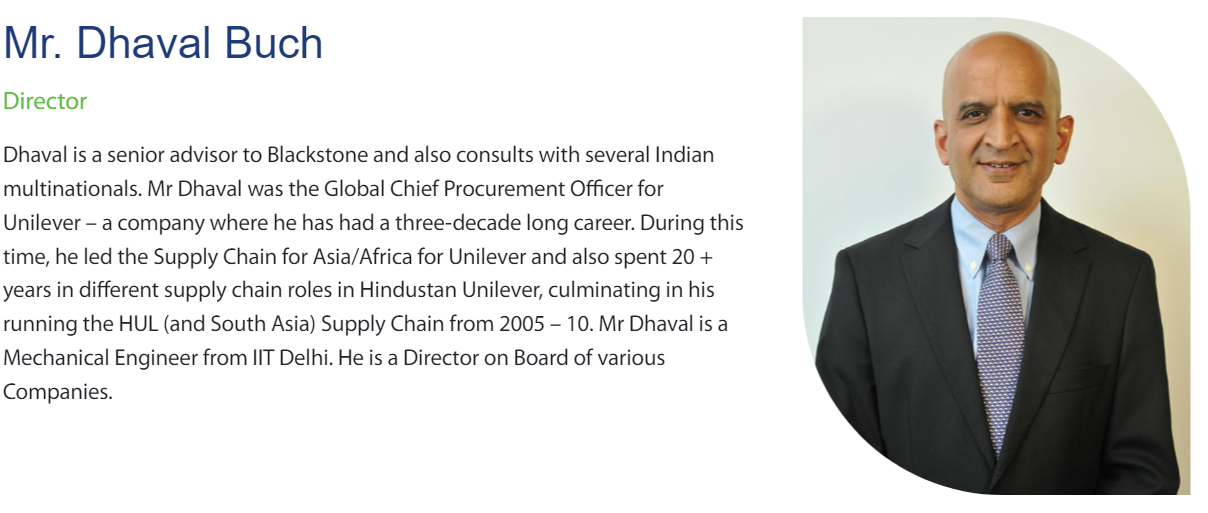 Mr. Dhaval Buch
Director
Dhaval is a senior advisor to Blackstone and also consults with several Indian
multinationals. Mr Dhaval was the Global Chief Procurement Officer for
Unilever – a company where he has had a three-decade long career. During this
time, he led the Supply Chain for Asia/Africa for Unilever and also spent 20 +
years in different supply chain roles in Hindustan Unilever, culminating in his
running the HUL (and South Asia) Supply Chain from 2005 – 10. Mr Dhaval is a
Mechanical Engineer from IIT Delhi. He is a Director on Board of various
Companies.